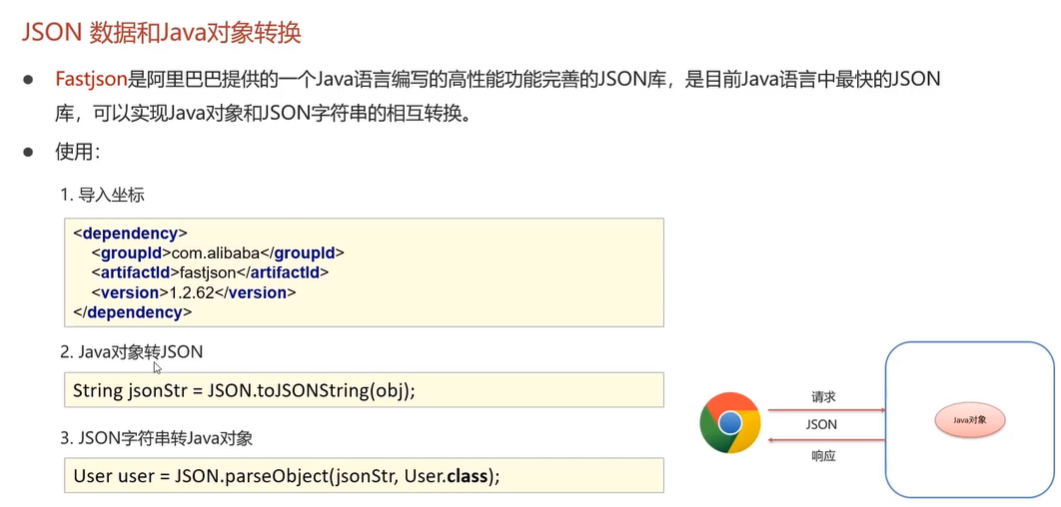 JSON 数据和Java对象转换
● Fastjson是阿里巴巴提供的一个Java语言编写的高性能功能完善的JSON库，是目前Java语言中最快的JSON
库，可以实现Java对象和JSON字符串的相互转换。
● 使用：
1. 导入坐标
<dependency>
<groupId>com.alibaba</groupId>
<artifactId>fastjson</artifactId>
<version>1.2.62</version>
</dependency>
2. Java对象转JSON
String jsonStr = JSON.toJSONString(obj);
3. JSON字符串转Java对象
User user = JSON.parseObject(jsonStr, User.class);
请求
JSON
响应
Java对象